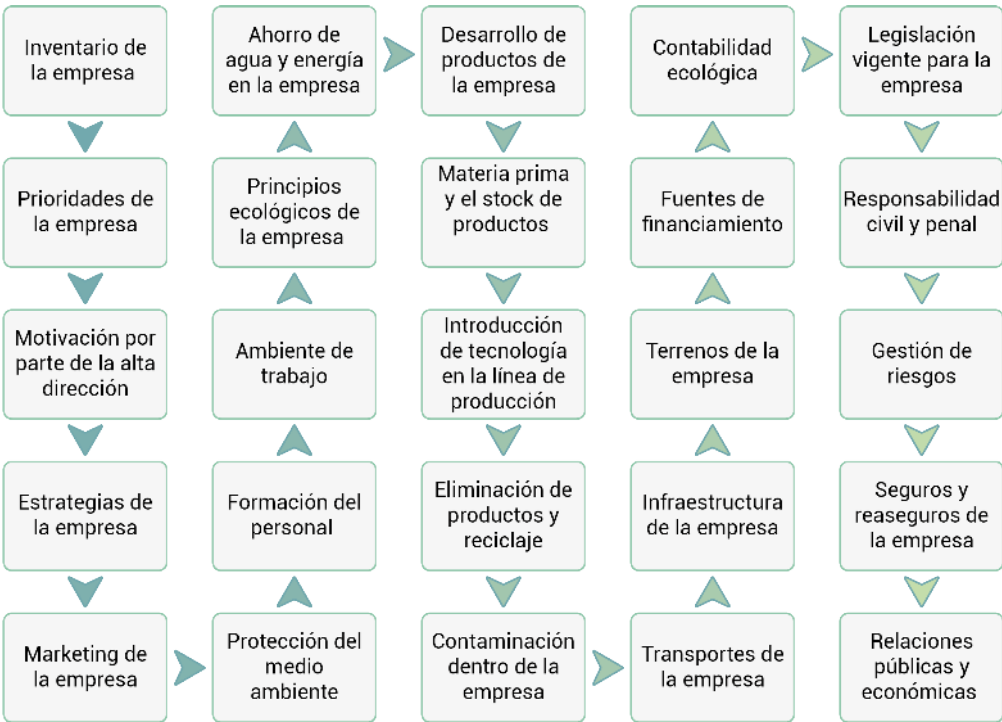 Inventario de
la empresa
Prioridades de
la empresa
Motivación por
parte de la alta
dirección
Estrategias de
la empresa
Marketing de
la empresa
Protección del
medio
ambiente
Formación del
personal
Ambiente de
trabajo
Principios
ecológicos de
la empresa
Ahorro de
agua y energía
en la empresa
Desarrollo de
productos de
la empresa
Materia prima
y el stock de
productos
Introducción
de tecnología
en la línea de
producción
Eliminación de
productos y
reciclaje
Contaminación
dentro de la
empresa
Transportes de
la empresa
Infraestructura
de la empresa
Terrenos de la
empresa
Fuentes de
financiamiento
Contabilidad
ecológica
Legislación
vigente para la
empresa
Responsabilidad
civil y penal
Gestión de
riesgos
Seguros y
reaseguros de
la empresa
Relaciones
públicas y
económicas